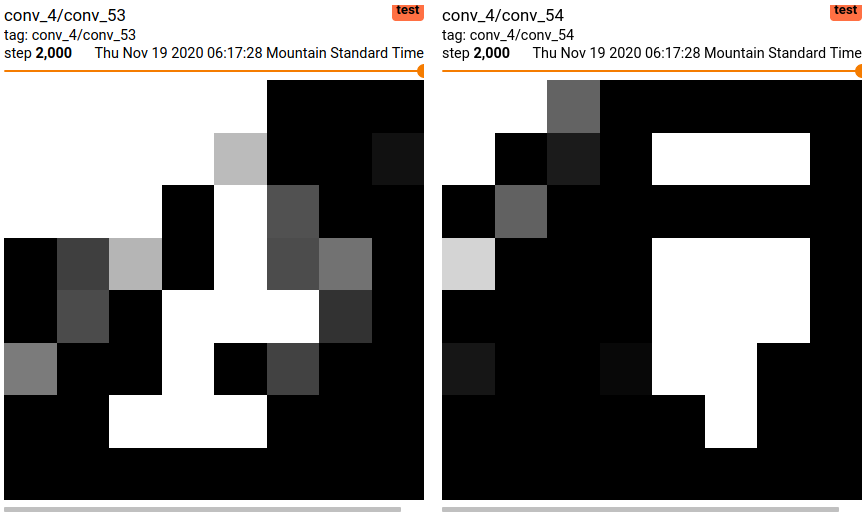 conv_4/conv_53
test
tag: conv_4/conv_53
step 2,000 Thu Nov 19 2020 06:17:28 Mountain Standard Time
conv_4/conv_54
test
tag: conv_4/conv_54
step 2,000 Thu Nov 19 2020 06:17:28 Mountain Standard Time